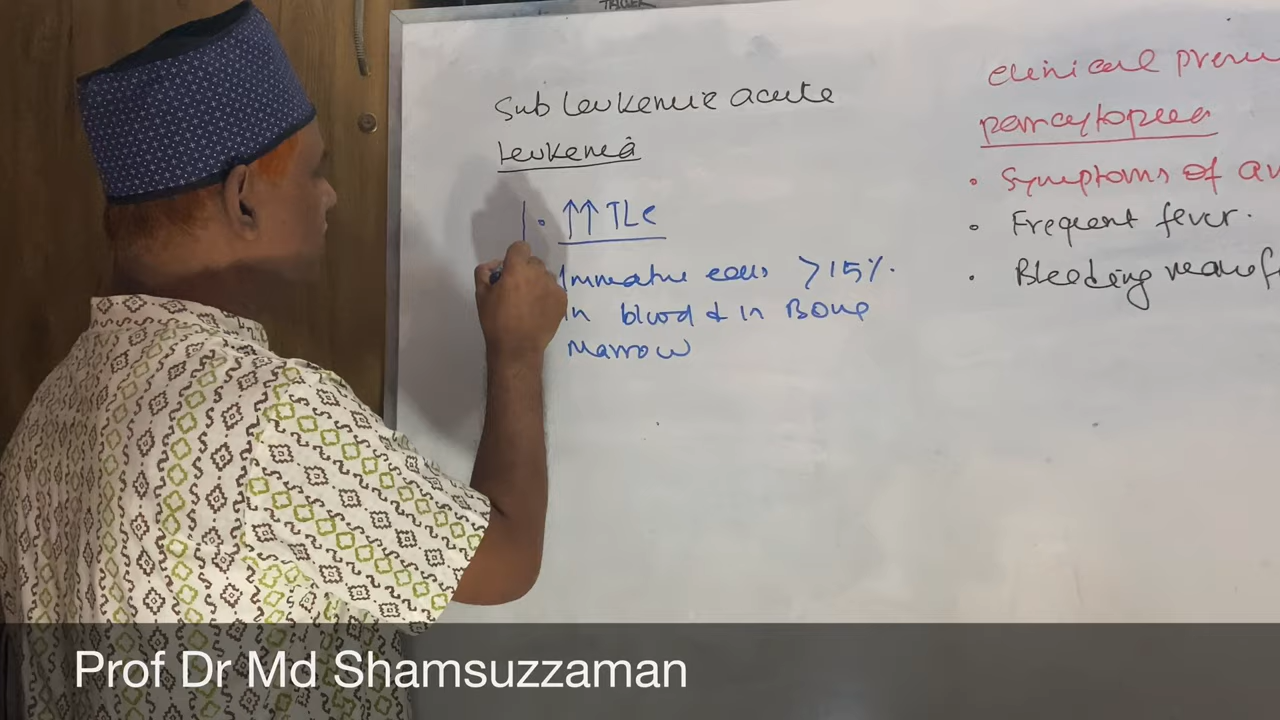 Sub leukemic acute
leukemia
1. ↑↑ TLC
Immature cells >15%.
in blood & in Bone
Marrow
clinical
pancytopenia
• Symptoms of
• Frequent fever.
• Bleeding
Prof Dr Md Shamsuzzaman